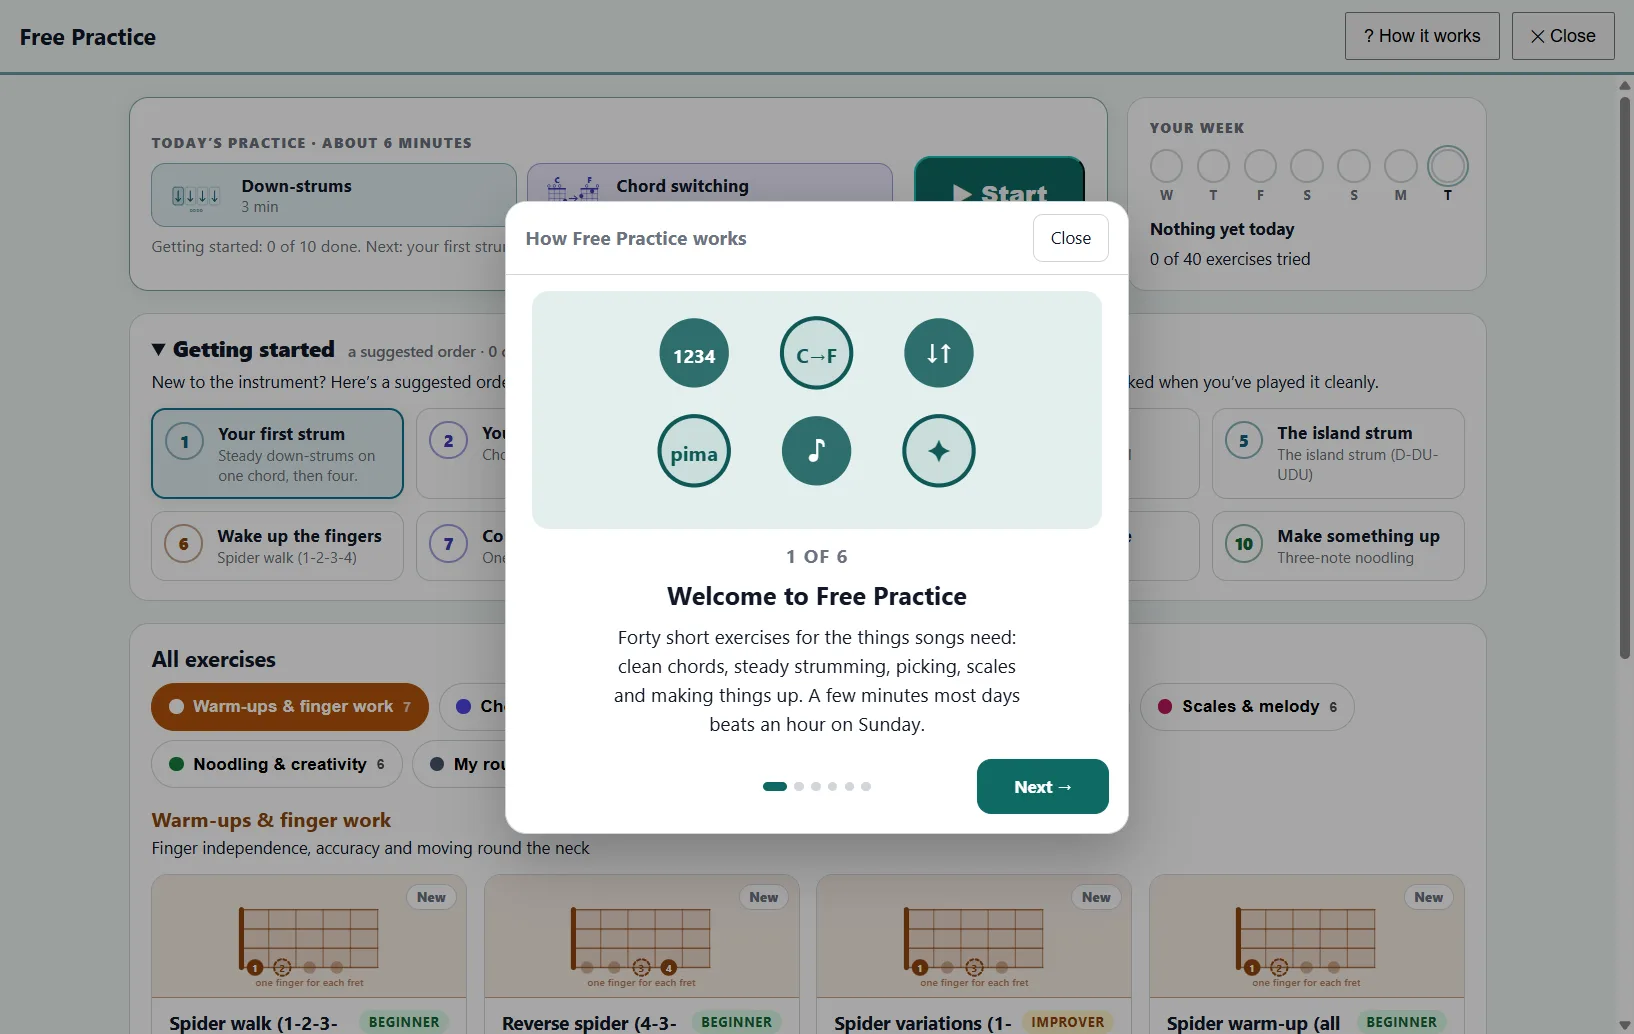 Free Practice
? How it works
✕ Close
TODAY’S PRACTICE · ABOUT 6 MINUTES
Down-strums
3 min
C F
Chord switching
▶ Start
Getting started: 0 of 10 done. Next: your first
YOUR WEEK
W T F S S M T
Nothing yet today
0 of 40 exercises tried
How Free Practice works
Close
1234
C→F
↓↑
pima
♪
✦
1 OF 6
Welcome to Free Practice
Forty short exercises for the things songs need:
clean chords, steady strumming, picking, scales
and making things up. A few minutes most days
beats an hour on Sunday.
Next →
▼ Getting started a suggested order · 0
New to the instrument? Here’s a suggested
when you’ve played it cleanly.
1
Your first strum
Steady down-strums on
one chord, then four.
2
5
The island strum
The island strum (D-DU-
UDU)
6
Wake up the fingers
Spider walk (1-2-3-4)
7
10
Make something up
Three-note noodling
All exercises
Warm-ups & finger work 7
Scales & melody 6
Noodling & creativity 6
My
Warm-ups & finger work
Finger independence, accuracy and moving round the neck
New
1 2
one finger for each fret
Spider walk (1-2-3-
BEGINNER
New
3 4
one finger for each fret
Reverse spider (4-3-
BEGINNER
New
1 3
one finger for each fret
Spider variations (1-
IMPROVER
New
1 2
one finger for each fret
Spider warm-up (all
BEGINNER